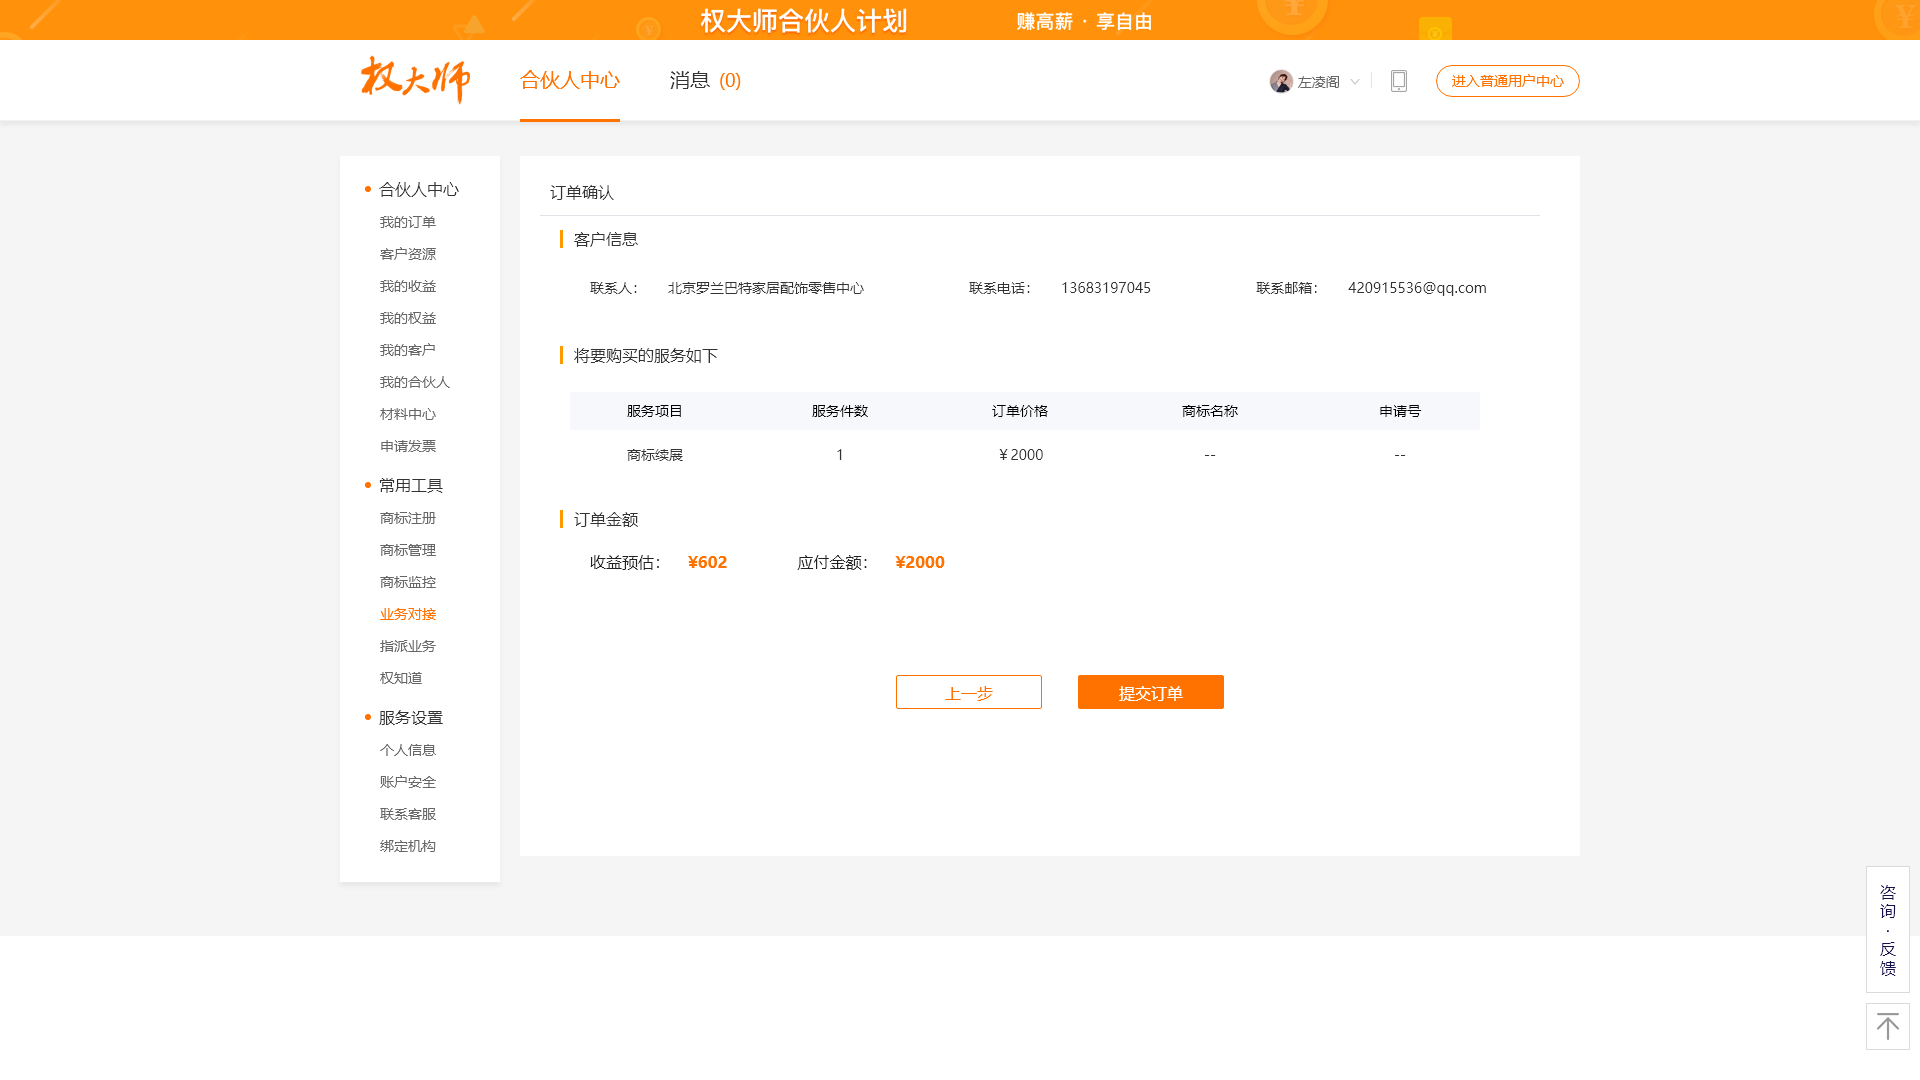 权大师合伙人计划 赚高薪 · 享自由
权大师 合伙人中心 消息 (0) 左凌阁 进入普通用户中心
合伙人中心
我的订单
客户资源
我的收益
我的权益
我的客户
我的合伙人
材料中心
申请发票
常用工具
商标注册
商标管理
商标监控
业务对接
指派业务
权知道
服务设置
个人信息
账户安全
联系客服
绑定机构
订单确认
客户信息
联系人： 北京罗兰巴特家居配饰零售中心 联系电话： 13683197045 联系邮箱： 420915536@qq.com
将要购买的服务如下
服务项目 服务件数 订单价格 商标名称 申请号
商标续展 1 ￥2000 -- --
订单金额
收益预估： ¥602 应付金额： ¥2000
上一步 提交订单
咨
询
·
反
馈